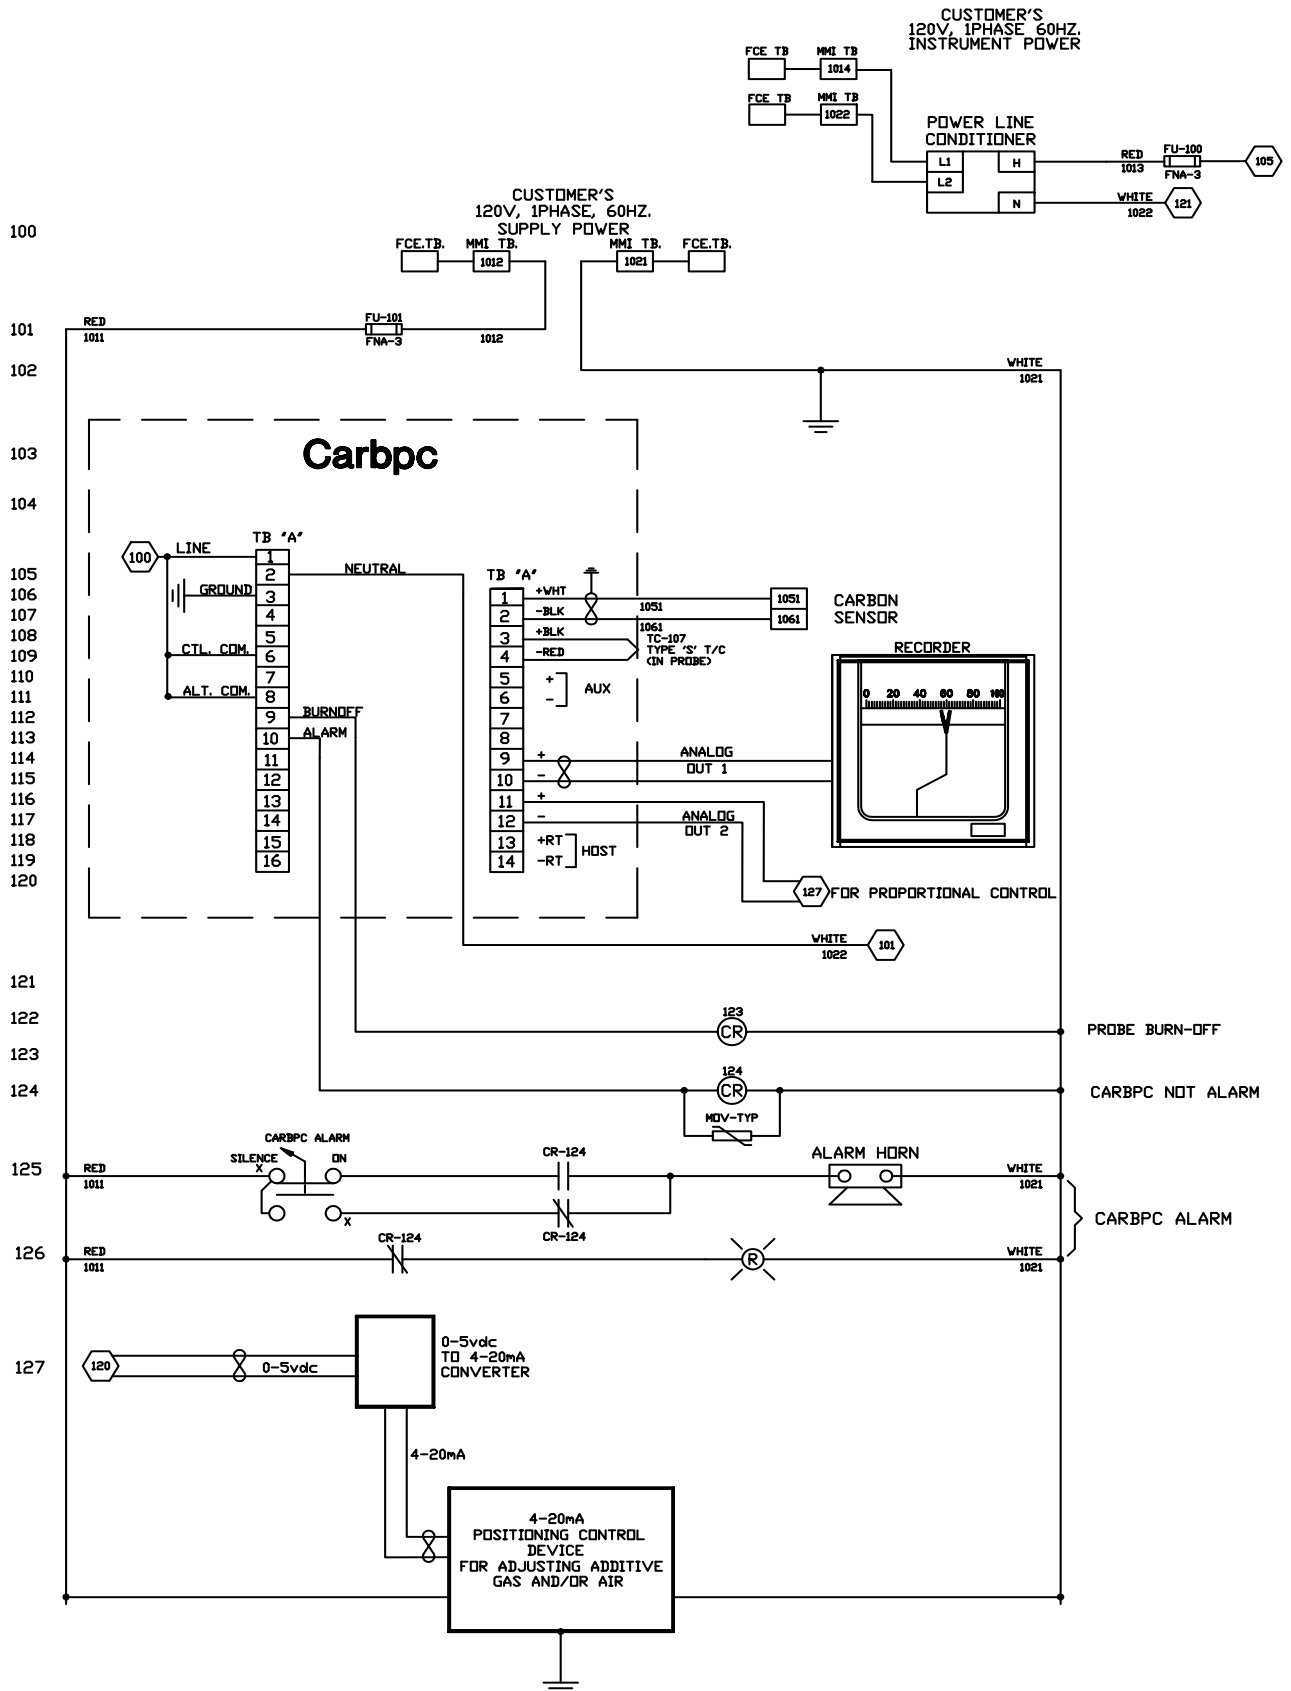 CUSTOMER'S
120V, 1PHASE 60HZ.
INSTRUMENT POWER
FCE TB
MMI TB
1014
FCE TB
MMI TB
1022
POWER LINE
CONDITIONER
L1
H
L2
N
RED
1013
FU-100
FNA-3
105
WHITE
1022
121
CUSTOMER'S
120V, 1PHASE, 60HZ.
SUPPLY POWER
100
FCE.TB.
MMI TB.
1012
MMI TB.
1021
FCE.TB.
101
RED
1011
FU-101
FNA-3
1012
102
WHITE
1021
103
Carbpc
104
TB "A"
100
LINE
1
105
2
NEUTRAL
TB "A"
106
GROUND
3
1
+WHT
1051
1051
CARBON
107
4
2
-BLK
1061
1061
SENSOR
108
5
3
+BLK
TC-107
TYPE 'S' T/C
(IN PROBE)
109
CTL. COM.
6
4
-RED
RECORDER
110
7
5
+
AUX
111
ALT. COM.
8
6
-
0 20 40 60 80 100
112
9
BURNOFF
7
113
10
ALARM
8
114
11
9
+
ANALOG
OUT 1
115
12
10
-
116
13
11
+
117
14
12
-
ANALOG
OUT 2
118
15
13
+RT
HOST
119
16
14
-RT
120
127
FOR PROPORTIONAL CONTROL
WHITE
1022
101
121
122
123
CR
PROBE BURN-OFF
123
124
124
CR
CARBPC NOT ALARM
MOV-TYP
CARBPC ALARM
SILENCE
X
ON
125
RED
1011
CR-124
ALARM HORN
WHITE
1021
X
CR-124
CARBPC ALARM
126
RED
1011
CR-124
R
WHITE
1021
127
120
0-5vdc
0-5vdc
TO 4-20mA
CONVERTER
4-20mA
4-20mA
POSITIONING CONTROL
DEVICE
FOR ADJUSTING ADDITIVE
GAS AND/OR AIR